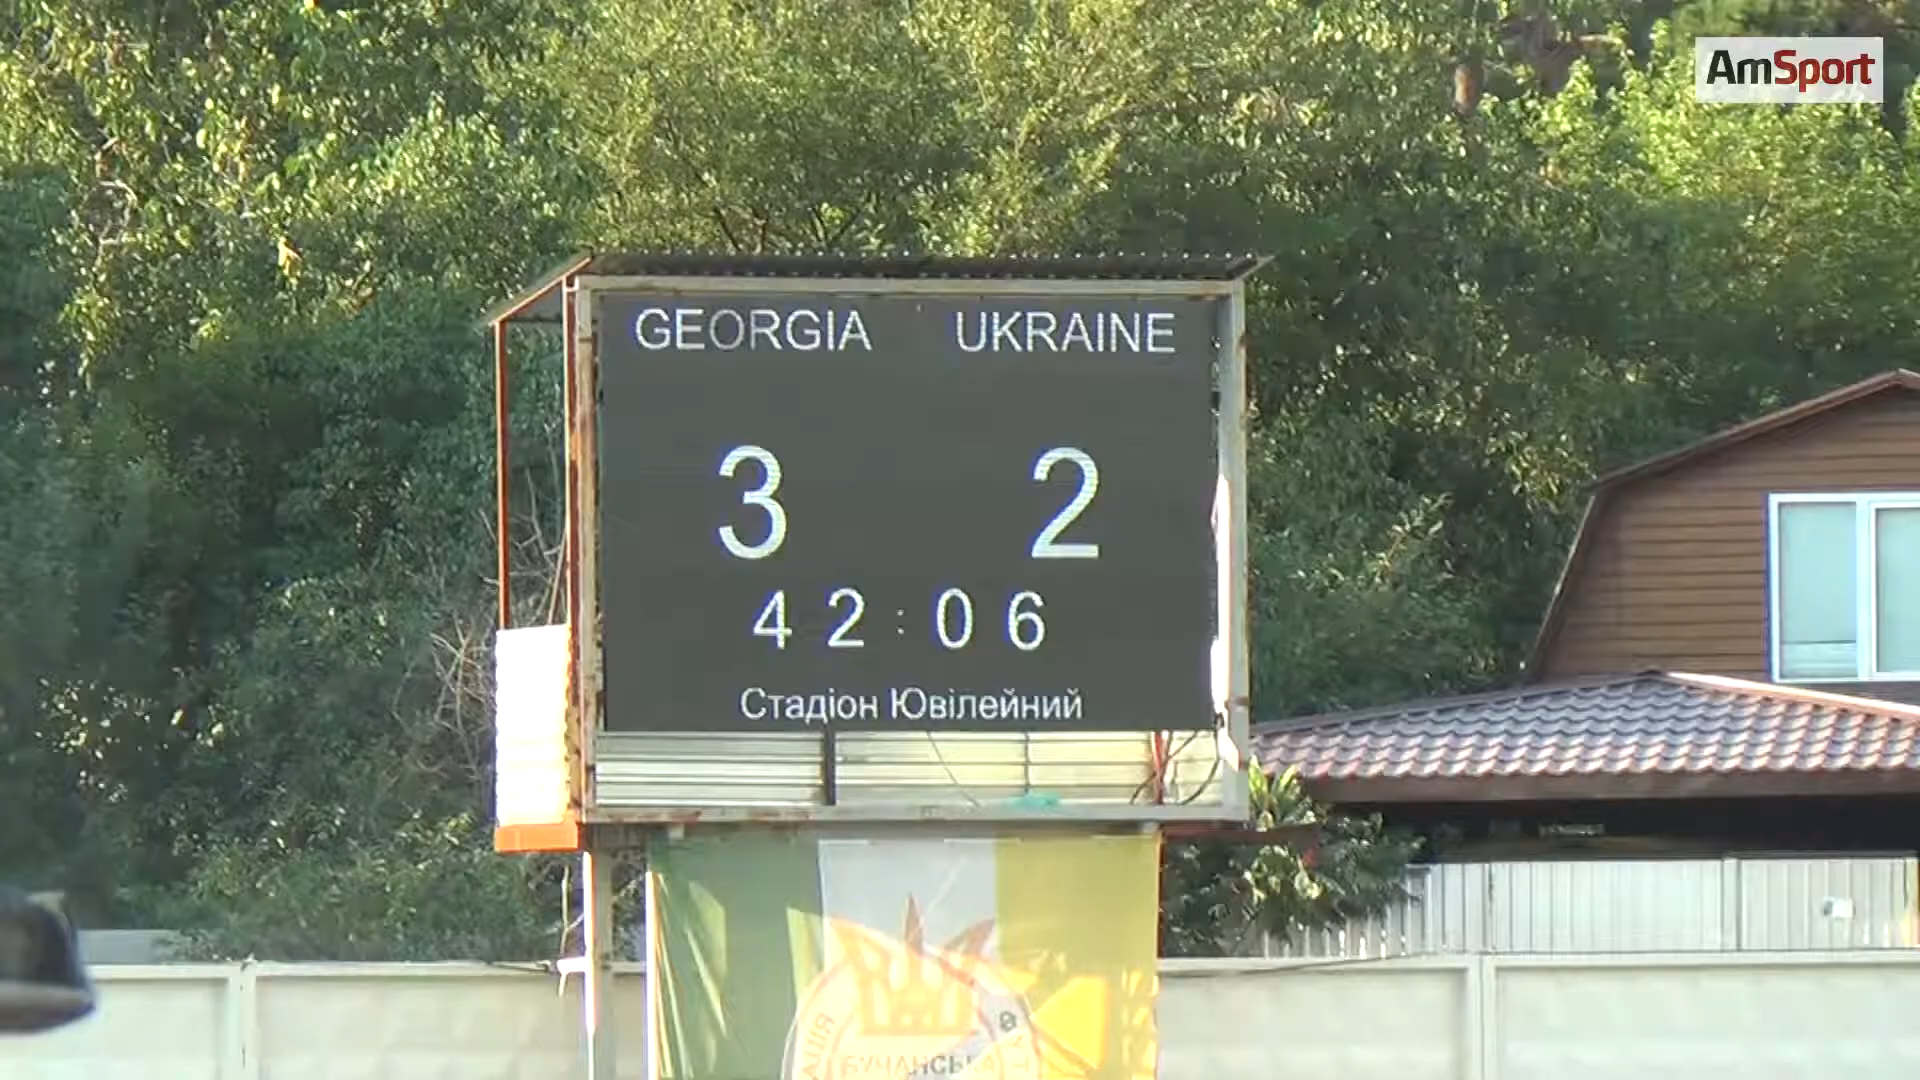 AmSport
GEORGIA UKRAINE
3 2
42:06
Стадіон Ювілейний
БУЧАНСЬКА